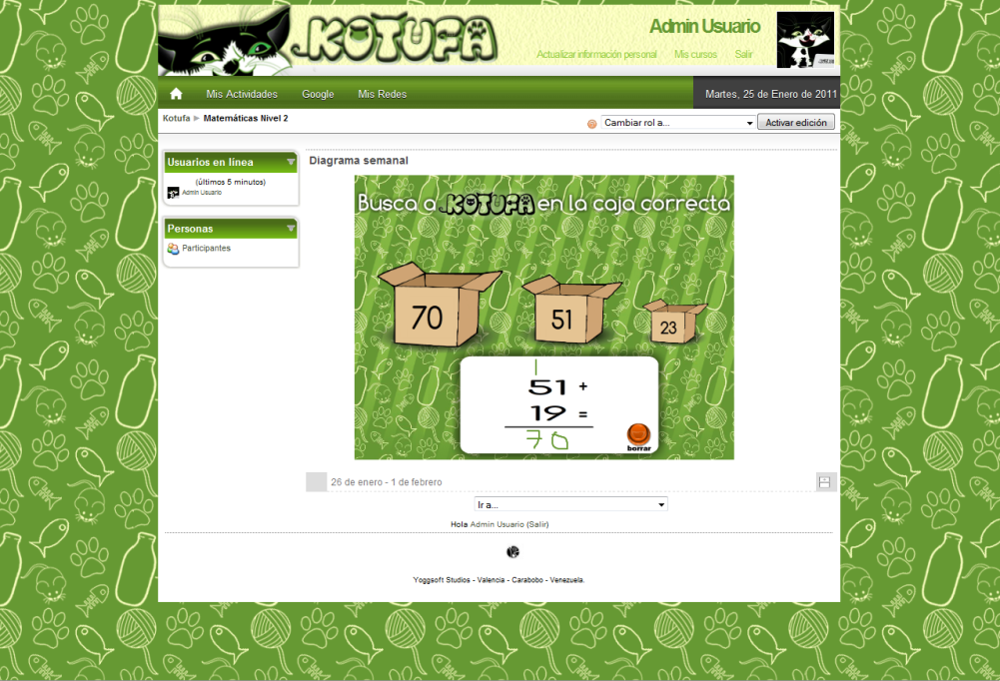 KOTUFA
Admin Usuario
Actualizar información personal Mis cursos Salir
Mis Actividades Google Mis Redes
Martes, 25 de Enero de 2011
Kotufa ► Matemáticas Nivel 2
Cambiar rol a... Activar edición
Usuarios en línea
(últimos 5 minutos)
Admin Usuario
Personas
Participantes
Diagrama semanal
Busca a KOTUFA en la caja correcta
70 51 23
1
51 +
19 =
70
borrar
26 de enero - 1 de febrero
Ir a...
Hola Admin Usuario (Salir)
Yoggsoft Studios - Valencia - Carabobo - Venezuela.